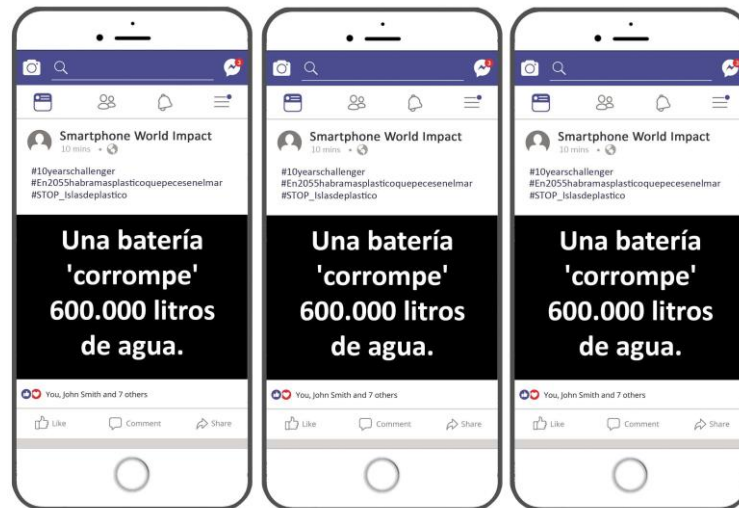 Smartphone World Impact
10 mins
#10yearschallenger
#En2055habramasplasticoquepecesenelmar
#STOP_Islasdeplastico
Una batería
'corrompe'
600.000 litros
de agua.
You, John Smith and 7 others
Like Comment Share
Smartphone World Impact
10 mins
#10yearschallenger
#En2055habramasplasticoquepecesenelmar
#STOP_Islasdeplastico
Una batería
'corrompe'
600.000 litros
de agua.
You, John Smith and 7 others
Like Comment Share
Smartphone World Impact
10 mins
#10yearschallenger
#En2055habramasplasticoquepecesenelmar
#STOP_Islasdeplastico
Una batería
'corrompe'
600.000 litros
de agua.
You, John Smith and 7 others
Like Comment Share